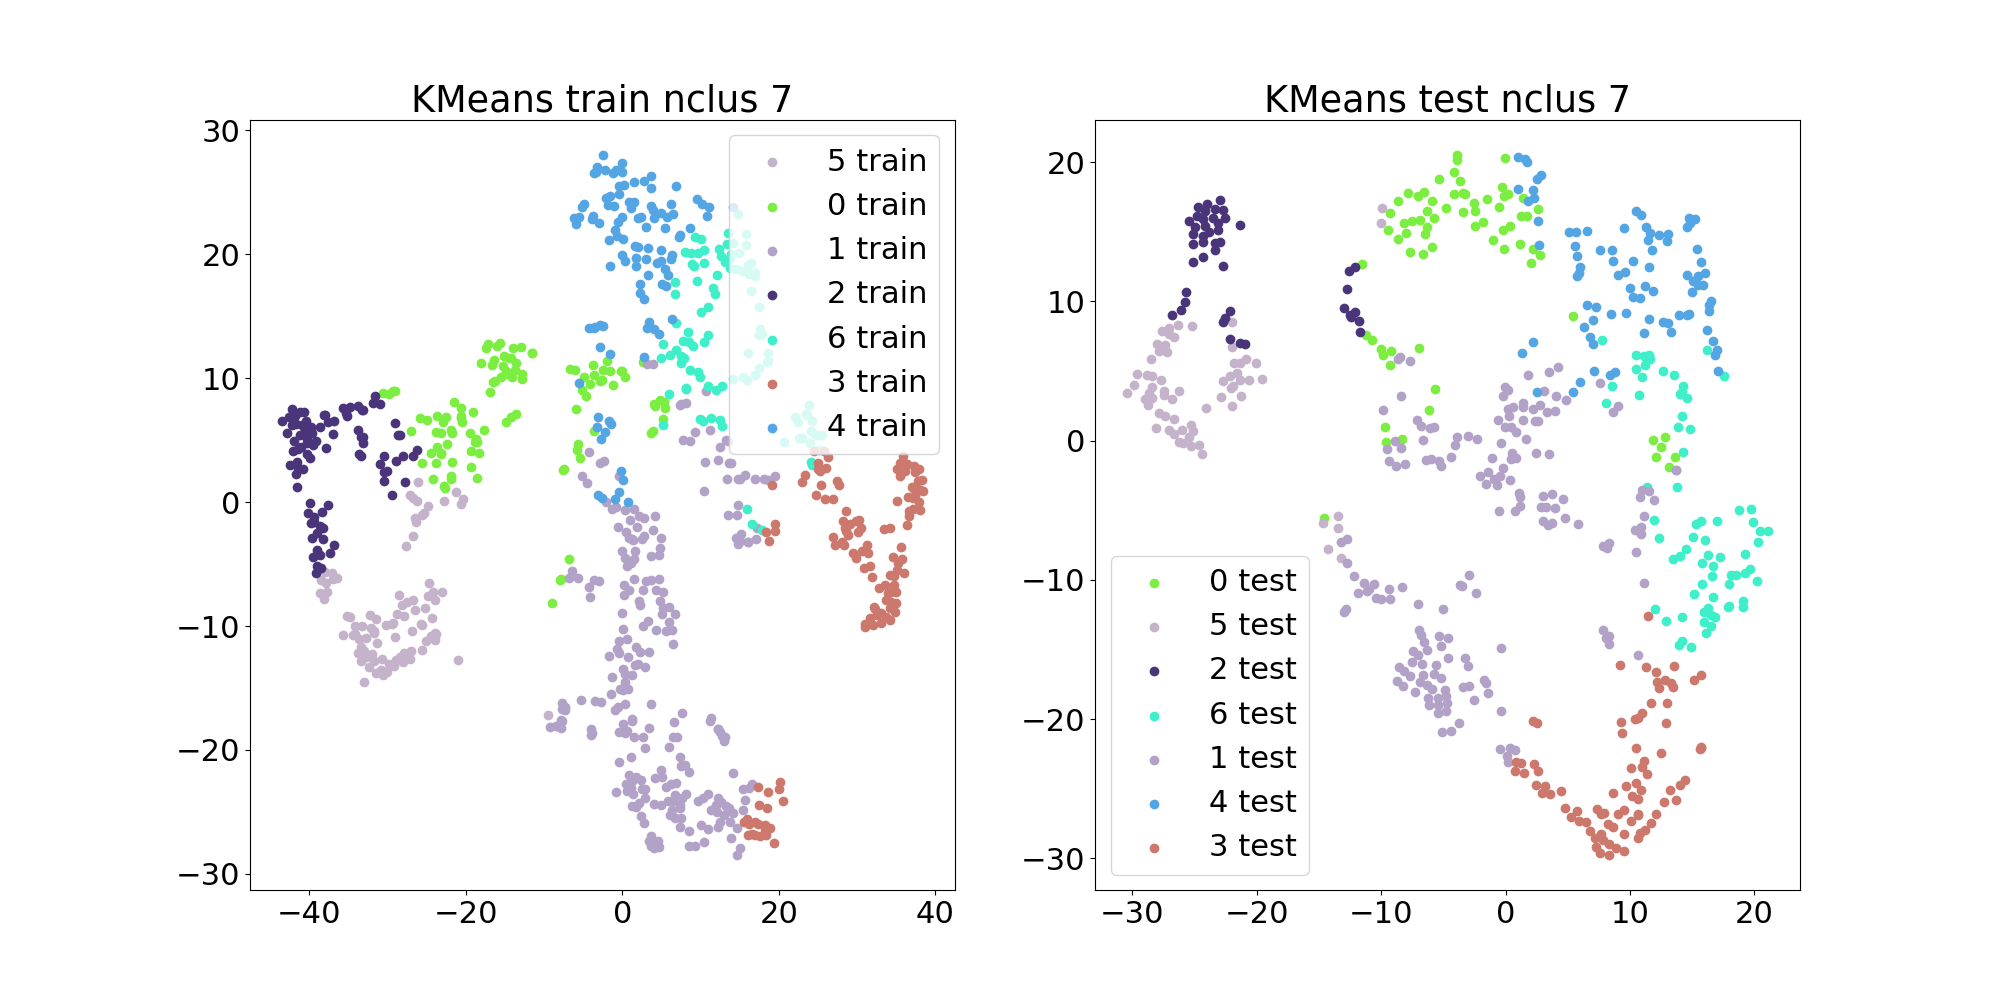 KMeans train nclus 7
30
20
10
0
−10
−20
−30
−40 −20 0 20 40
5 train
0 train
1 train
2 train
6 train
3 train
4 train
KMeans test nclus 7
20
10
0
−10
−20
−30
−30 −20 −10 0 10 20
0 test
5 test
2 test
6 test
1 test
4 test
3 test